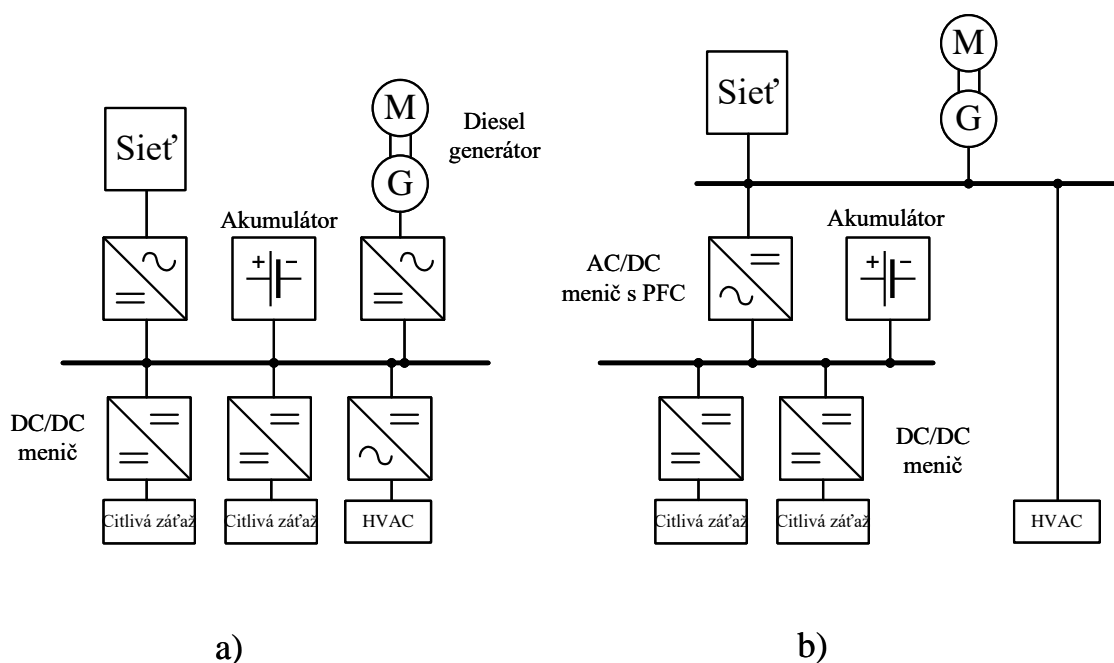 Sieť
M
G
Diesel
generátor
Akumulátor
+ −
DC/DC
menič
Citlivá záťaž
Citlivá záťaž
HVAC
a)
Sieť
M
G
AC/DC
menič s PFC
Akumulátor
+ −
DC/DC
menič
Citlivá záťaž
Citlivá záťaž
HVAC
b)